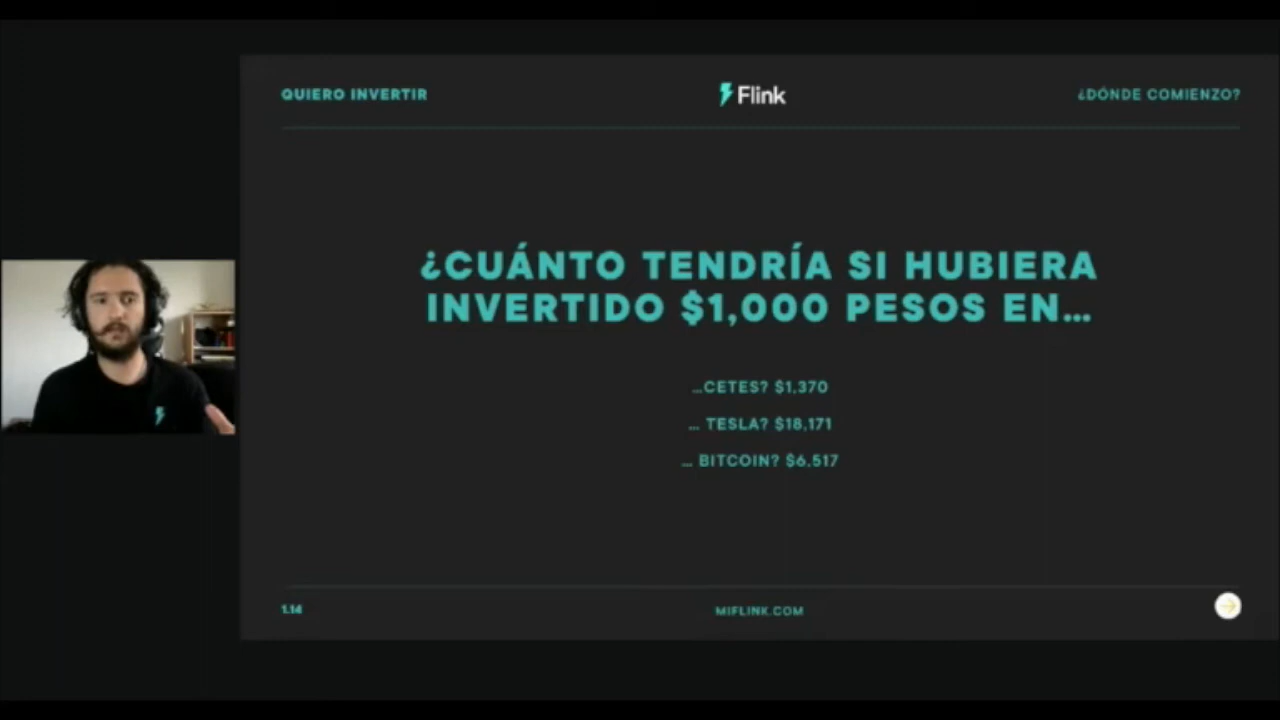 QUIERO INVERTIR
Flink
¿DÓNDE COMIENZO?
¿CUÁNTO TENDRÍA SI HUBIERA
INVERTIDO $1,000 PESOS EN...
...CETES? $1,370
... TESLA? $18,171
... BITCOIN? $6,517
1.14
MIFLINK.COM